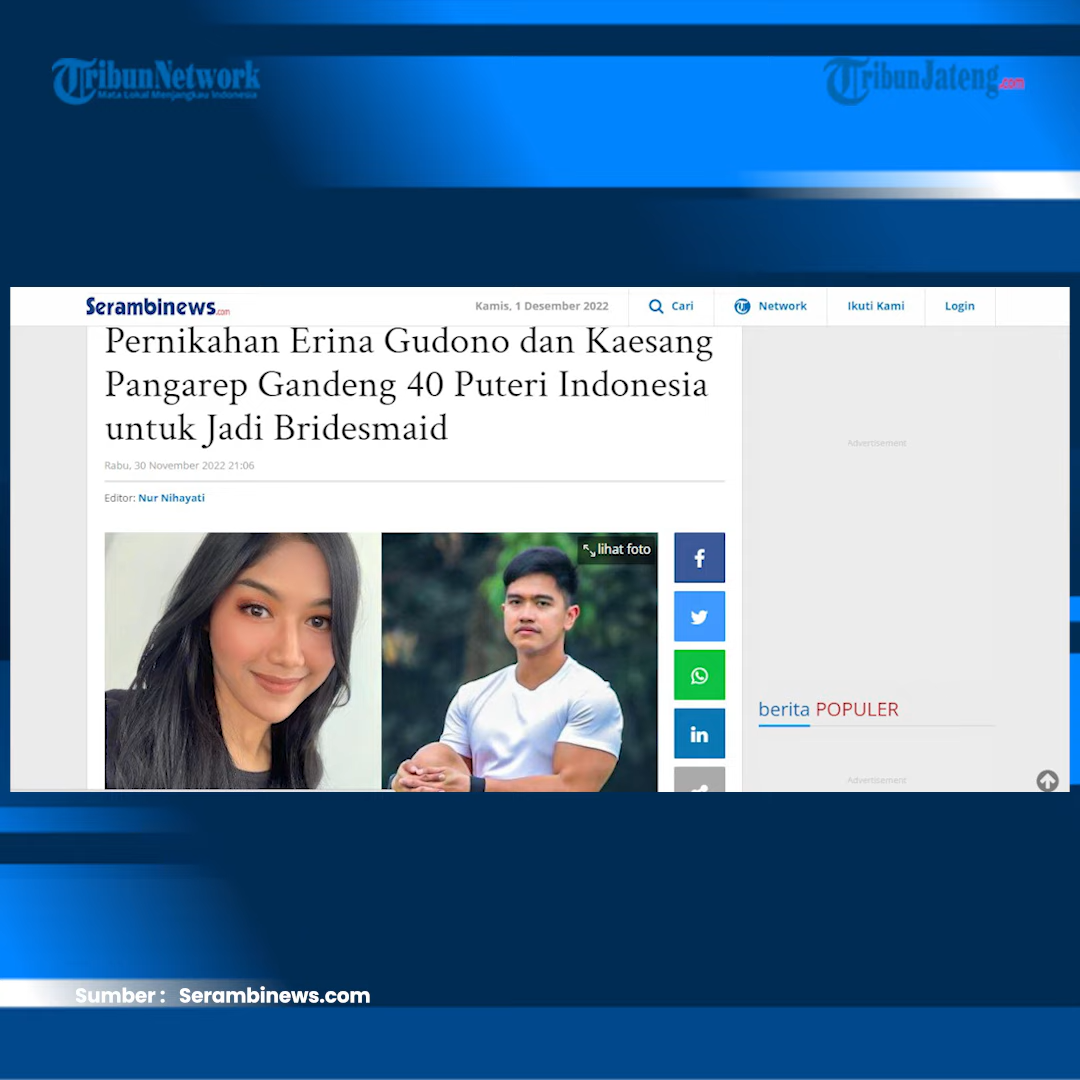 TribunNetwork
Mata Lokal Menjangkau Indonesia
TribunJateng.com
Serambinews.com
Kamis, 1 Desember 2022
Cari
Network
Ikuti Kami
Login
Pernikahan Erina Gudono dan Kaesang
Pangarep Gandeng 40 Puteri Indonesia
untuk Jadi Bridesmaid
Rabu, 30 November 2022 21:06
Editor: Nur Nihayati
lihat foto
Advertisement
berita POPULER
Advertisement
Sumber : Serambinews.com